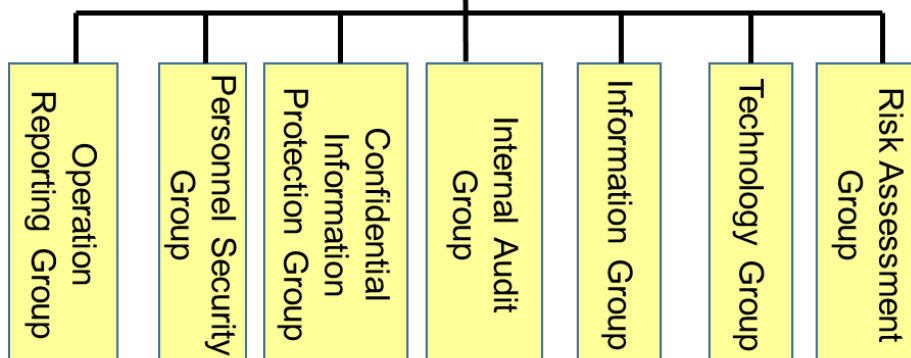 Operation
Reporting Group
Personnel Security
Group
Confidential
Information
Protection Group
Internal Audit
Group
Information Group
Technology Group
Risk Assessment
Group